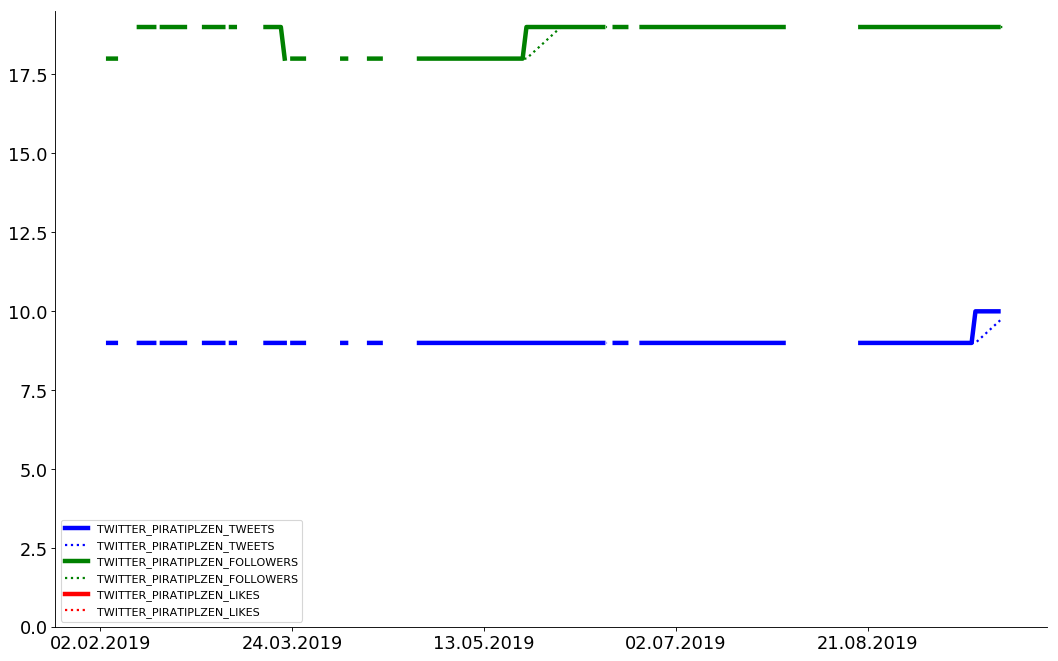 17.5
15.0
12.5
10.0
7.5
5.0
2.5
0.0
TWITTER_PIRATIPLZEN_TWEETS
TWITTER_PIRATIPLZEN_TWEETS
TWITTER_PIRATIPLZEN_FOLLOWERS
TWITTER_PIRATIPLZEN_FOLLOWERS
TWITTER_PIRATIPLZEN_LIKES
TWITTER_PIRATIPLZEN_LIKES
02.02.2019 24.03.2019 13.05.2019 02.07.2019 21.08.2019